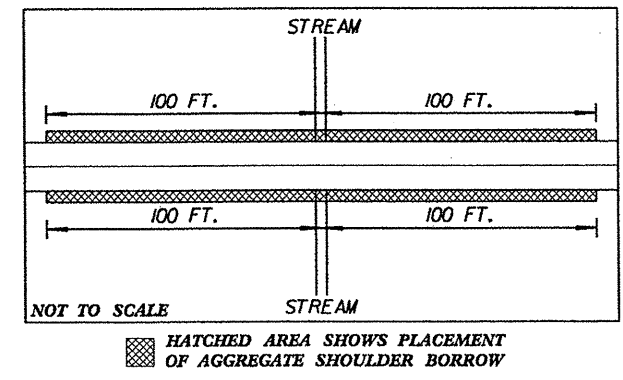 STREAM
100 FT. 100 FT.
100 FT. 100 FT.
NOT TO SCALE
STREAM
HATCHED AREA SHOWS PLACEMENT
OF AGGREGATE SHOULDER BORROW